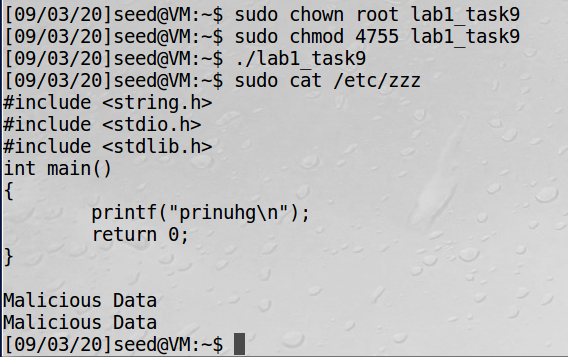 [09/03/20]seed@VM:~$ sudo chown root lab1_task9
[09/03/20]seed@VM:~$ sudo chmod 4755 lab1_task9
[09/03/20]seed@VM:~$ ./lab1_task9
[09/03/20]seed@VM:~$ sudo cat /etc/zzz
#include <string.h>
#include <stdio.h>
#include <stdlib.h>
int main()
{
        printf("prinuhg\n");
        return 0;
}

Malicious Data
Malicious Data
[09/03/20]seed@VM:~$